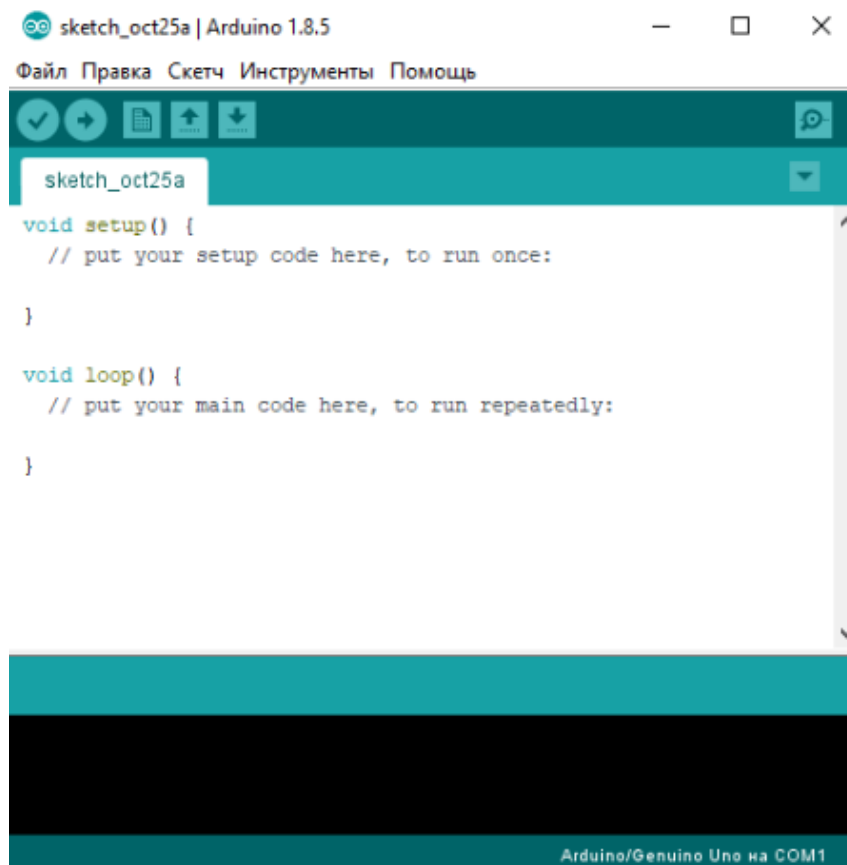 sketch_oct25a | Arduino 1.8.5
Файл Правка Скетч Инструменты Помощь
sketch_oct25a
void setup() {
  // put your setup code here, to run once:
}
void loop() {
  // put your main code here, to run repeatedly:
}
Arduino/Genuino Uno на COM1